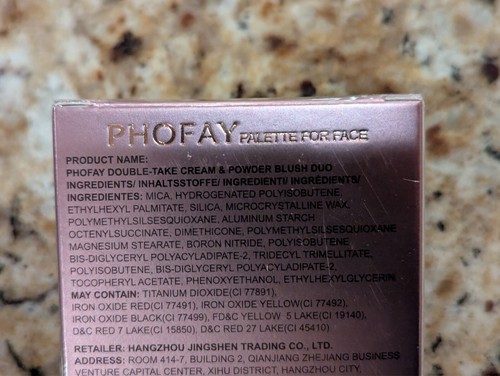 PHOFAY PALETTE FOR FACE
PRODUCT NAME:
PHOFAY DOUBLE-TAKE CREAM & POWDER BLUSH DUO
INGREDIENTS/ INHALTSSTOFFE/ INGREDIENTI/ INGRÉDIENTS/
INGREDIENTES: MICA, HYDROGENATED POLYISOBUTENE,
ETHYLHEXYL PALMITATE, SILICA, MICROCRYSTALLINE WAX,
POLYMETHYLSILSESQUIOXANE, ALUMINUM STARCH
OCTENYLSUCCINATE, DIMETHICONE, POLYMETHYLSILSESQUIOXANE
MAGNESIUM STEARATE, BORON NITRIDE, POLYISOBUTENE
BIS-DIGLYCERYL POLYACYLADIPATE-2, TRIDECYL TRIMELLITATE,
POLYISOBUTENE, BIS-DIGLYCERYL POLYACYLADIPATE-2,
TOCOPHERYL ACETATE, PHENOXYETHANOL, ETHYLHEXYLGLYCERIN.
MAY CONTAIN: TITANIUM DIOXIDE(CI 77891),
IRON OXIDE RED(CI 77491), IRON OXIDE YELLOW(CI 77492),
IRON OXIDE BLACK(CI 77499), FD&C YELLOW 5 LAKE(CI 19140),
D&C RED 7 LAKE(CI 15850), D&C RED 27 LAKE(CI 45410)
RETAILER: HANGZHOU JINGSHEN TRADING CO., LTD.
ADDRESS: ROOM 414-7, BUILDING 2, QIANJIANG ZHEJIANG BUSINESS
VENTURE CAPITAL CENTER, XIHU DISTRICT, HANGZHOU CITY,